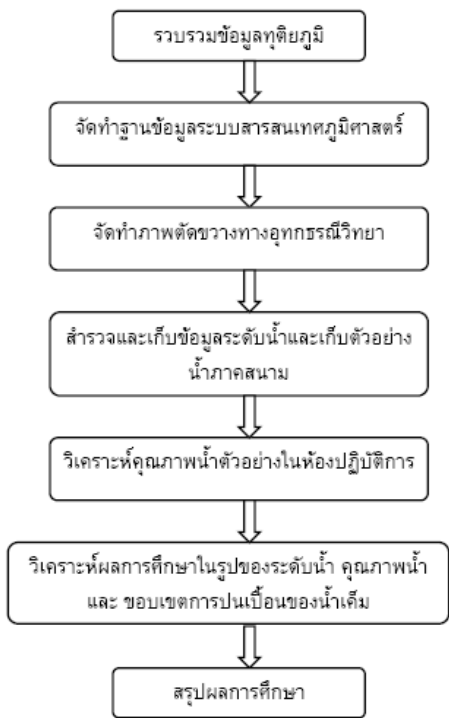 รวบรวมข้อมูลทุติยภูมิ
จัดทำฐานข้อมูลระบบสารสนเทศภูมิศาสตร์
จัดทำภาพตัดขวางทางอุทกธรณีวิทยา
สำรวจและเก็บข้อมูลระดับน้ำและเก็บตัวอย่าง
น้ำภาคสนาม
วิเคราะห์คุณภาพน้ำตัวอย่างในห้องปฏิบัติการ
วิเคราะห์ผลการศึกษาในรูปของระดับน้ำ คุณภาพน้ำ
และ ขอบเขตการปนเปื้อนของน้ำเค็ม
สรุปผลการศึกษา